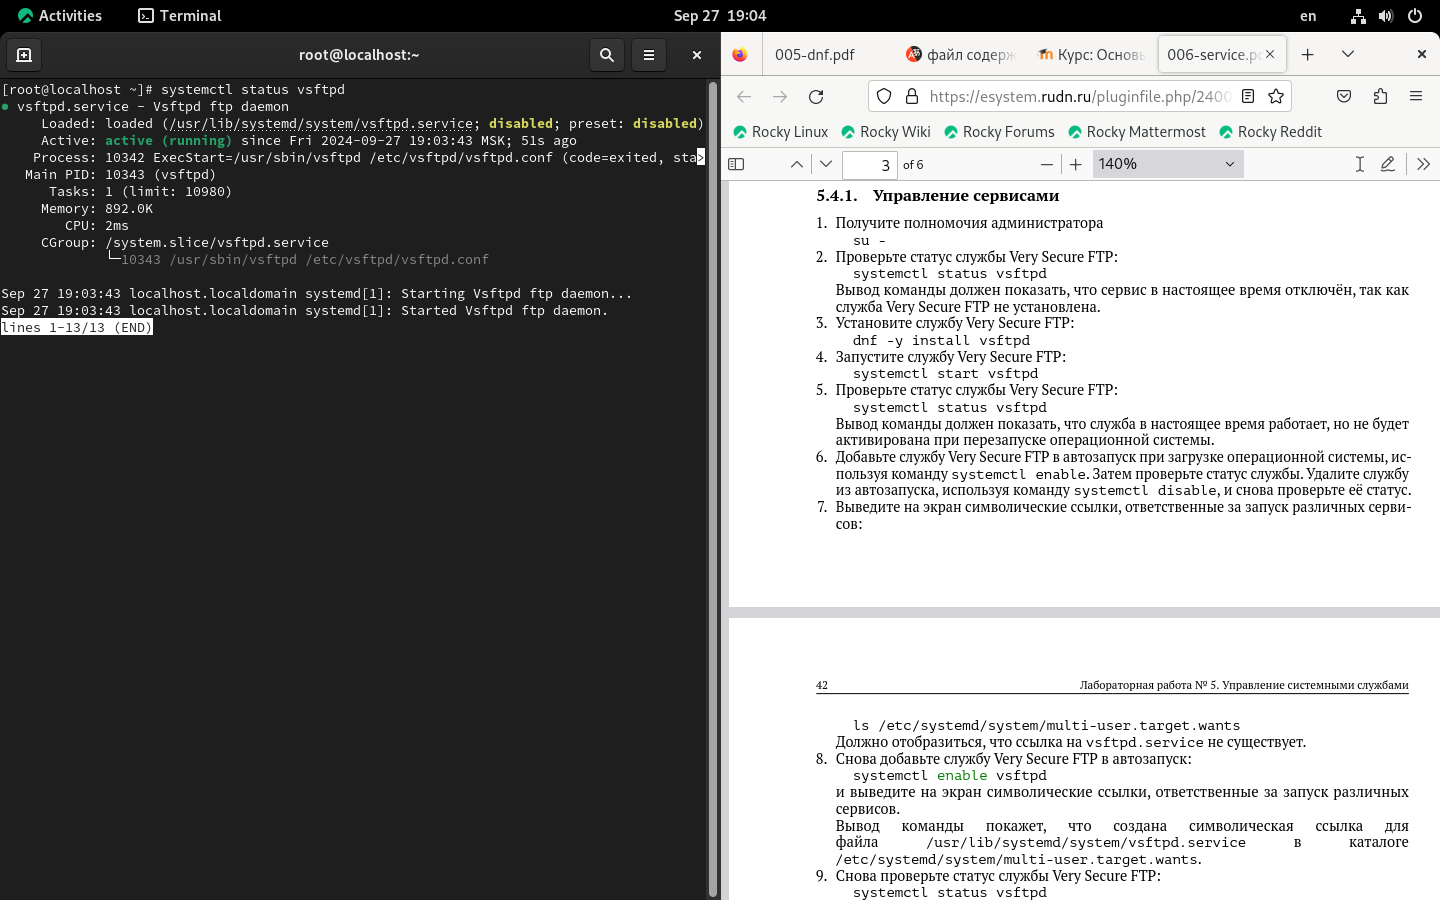 Activities
Terminal
Sep 27 19:04
en
root@localhost:~
[root@localhost ~]# systemctl status vsftpd
● vsftpd.service - Vsftpd ftp daemon
Loaded: loaded (/usr/lib/systemd/system/vsftpd.service; disabled; preset: disabled)
Active: active (running) since Fri 2024-09-27 19:03:43 MSK; 51s ago
Process: 10342 ExecStart=/usr/sbin/vsftpd /etc/vsftpd/vsftpd.conf (code=exited, sta>
Main PID: 10343 (vsftpd)
Tasks: 1 (limit: 10980)
Memory: 892.0K
CPU: 2ms
CGroup: /system.slice/vsftpd.service
└─10343 /usr/sbin/vsftpd /etc/vsftpd/vsftpd.conf
Sep 27 19:03:43 localhost.localdomain systemd[1]: Starting Vsftpd ftp daemon...
Sep 27 19:03:43 localhost.localdomain systemd[1]: Started Vsftpd ftp daemon.
lines 1-13/13 (END)
005-dnf.pdf
файл содерж
Курс: Основы
006-service.pd
https://esystem.rudn.ru/pluginfile.php/2400
Rocky Linux
Rocky Wiki
Rocky Forums
Rocky Mattermost
Rocky Reddit
3 of 6
140%
5.4.1. Управление сервисами
1. Получите полномочия администратора
su -
2. Проверьте статус службы Very Secure FTP:
systemctl status vsftpd
Вывод команды должен показать, что сервис в настоящее время отключён, так как
служба Very Secure FTP не установлена.
3. Установите службу Very Secure FTP:
dnf -y install vsftpd
4. Запустите службу Very Secure FTP:
systemctl start vsftpd
5. Проверьте статус службы Very Secure FTP:
systemctl status vsftpd
Вывод команды должен показать, что служба в настоящее время работает, но не будет
активирована при перезапуске операционной системы.
6. Добавьте службу Very Secure FTP в автозапуск при загрузке операционной системы, ис-
пользуя команду systemctl enable. Затем проверьте статус службы. Удалите службу
из автозапуска, используя команду systemctl disable, и снова проверьте её статус.
7. Выведите на экран символические ссылки, ответственные за запуск различных серви-
сов:
42 Лабораторная работа № 5. Управление системными службами
ls /etc/systemd/system/multi-user.target.wants
Должно отобразиться, что ссылка на vsftpd.service не существует.
8. Снова добавьте службу Very Secure FTP в автозапуск:
systemctl enable vsftpd
и выведите на экран символические ссылки, ответственные за запуск различных
сервисов.
Вывод команды покажет, что создана символическая ссылка для
файла /usr/lib/systemd/system/vsftpd.service в каталоге
/etc/systemd/system/multi-user.target.wants.
9. Снова проверьте статус службы Very Secure FTP:
systemctl status vsftpd